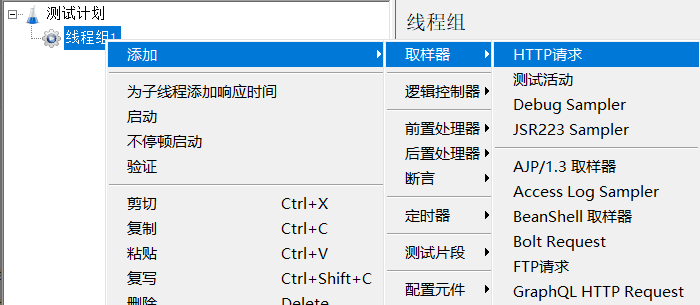 测试计划
线程组1
线程组
添加
为子线程添加响应时间
启动
不停顿启动
验证
剪切 Ctrl+X
复制 Ctrl+C
粘贴 Ctrl+V
复写 Ctrl+Shift+C
删除 Delete
取样器
逻辑控制器
前置处理器
后置处理器
断言
定时器
测试片段
配置元件
HTTP请求
测试活动
Debug Sampler
JSR223 Sampler
AJP/1.3 取样器
Access Log Sampler
BeanShell 取样器
Bolt Request
FTP请求
GraphQL HTTP Request